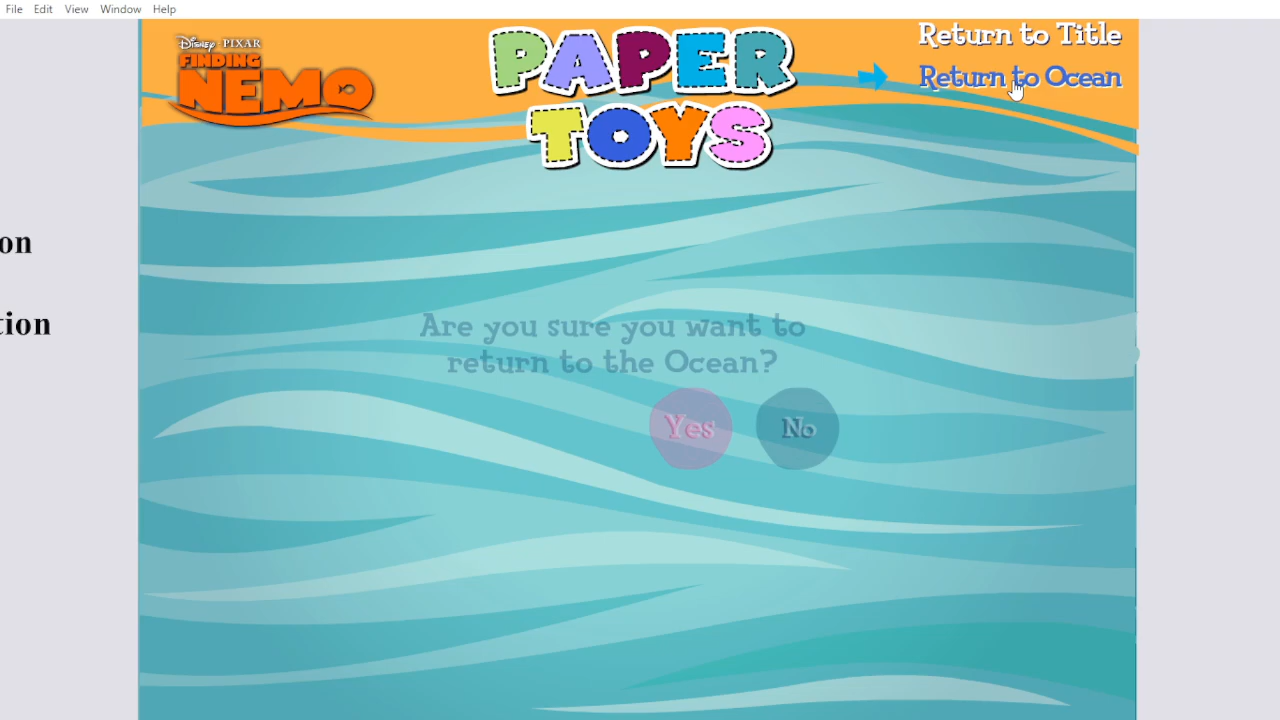 File Edit View Window Help
Disney · PIXAR
FINDING
NEMO
PAPER
TOYS
Return to Title
Return to Ocean
on
tion
Are you sure you want to
return to the Ocean?
Yes No